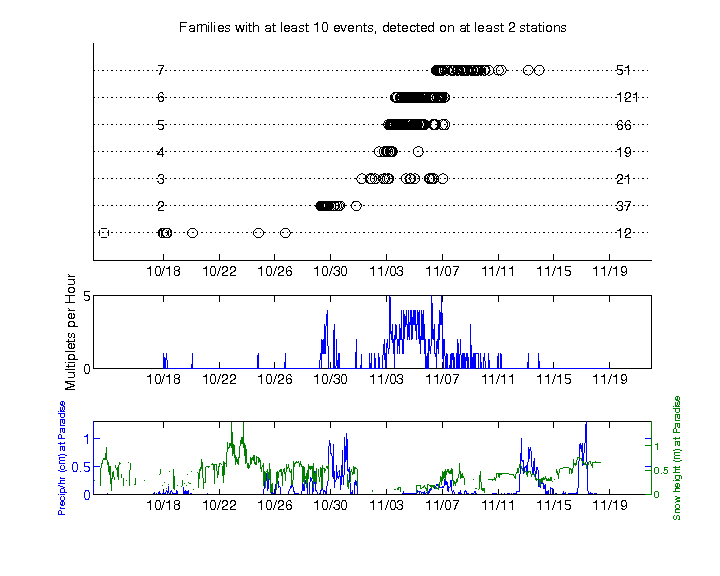 Families with at least 10 events, detected on at least 2 stations
7 51
6 121
5 66
4 19
3 21
2 37
12
10/18 10/22 10/26 10/30 11/03 11/07 11/11 11/15 11/19
Multiplets per Hour
5
0
10/18 10/22 10/26 10/30 11/03 11/07 11/11 11/15 11/19
Precip/hr (cm) at Paradise
1
0.5
0
Snow height (m) at Paradise
1
0.5
0
10/18 10/22 10/26 10/30 11/03 11/07 11/11 11/15 11/19